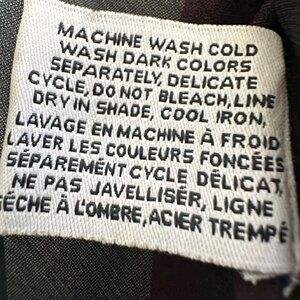 MACHINE WASH COLD
WASH DARK COLORS
SEPARATELY, DELICATE
CYCLE, DO NOT BLEACH, LINE
DRY IN SHADE, COOL IRON,
LAVAGE EN MACHINE À FROID
LAVER LES COULEURS FONCÉES
SÉPARÉMENT CYCLE DÉLICAT,
NE PAS JAVELLISÉR, LIGNE
SÉCHE À L'OMBRE, ACIER TREMPÉ